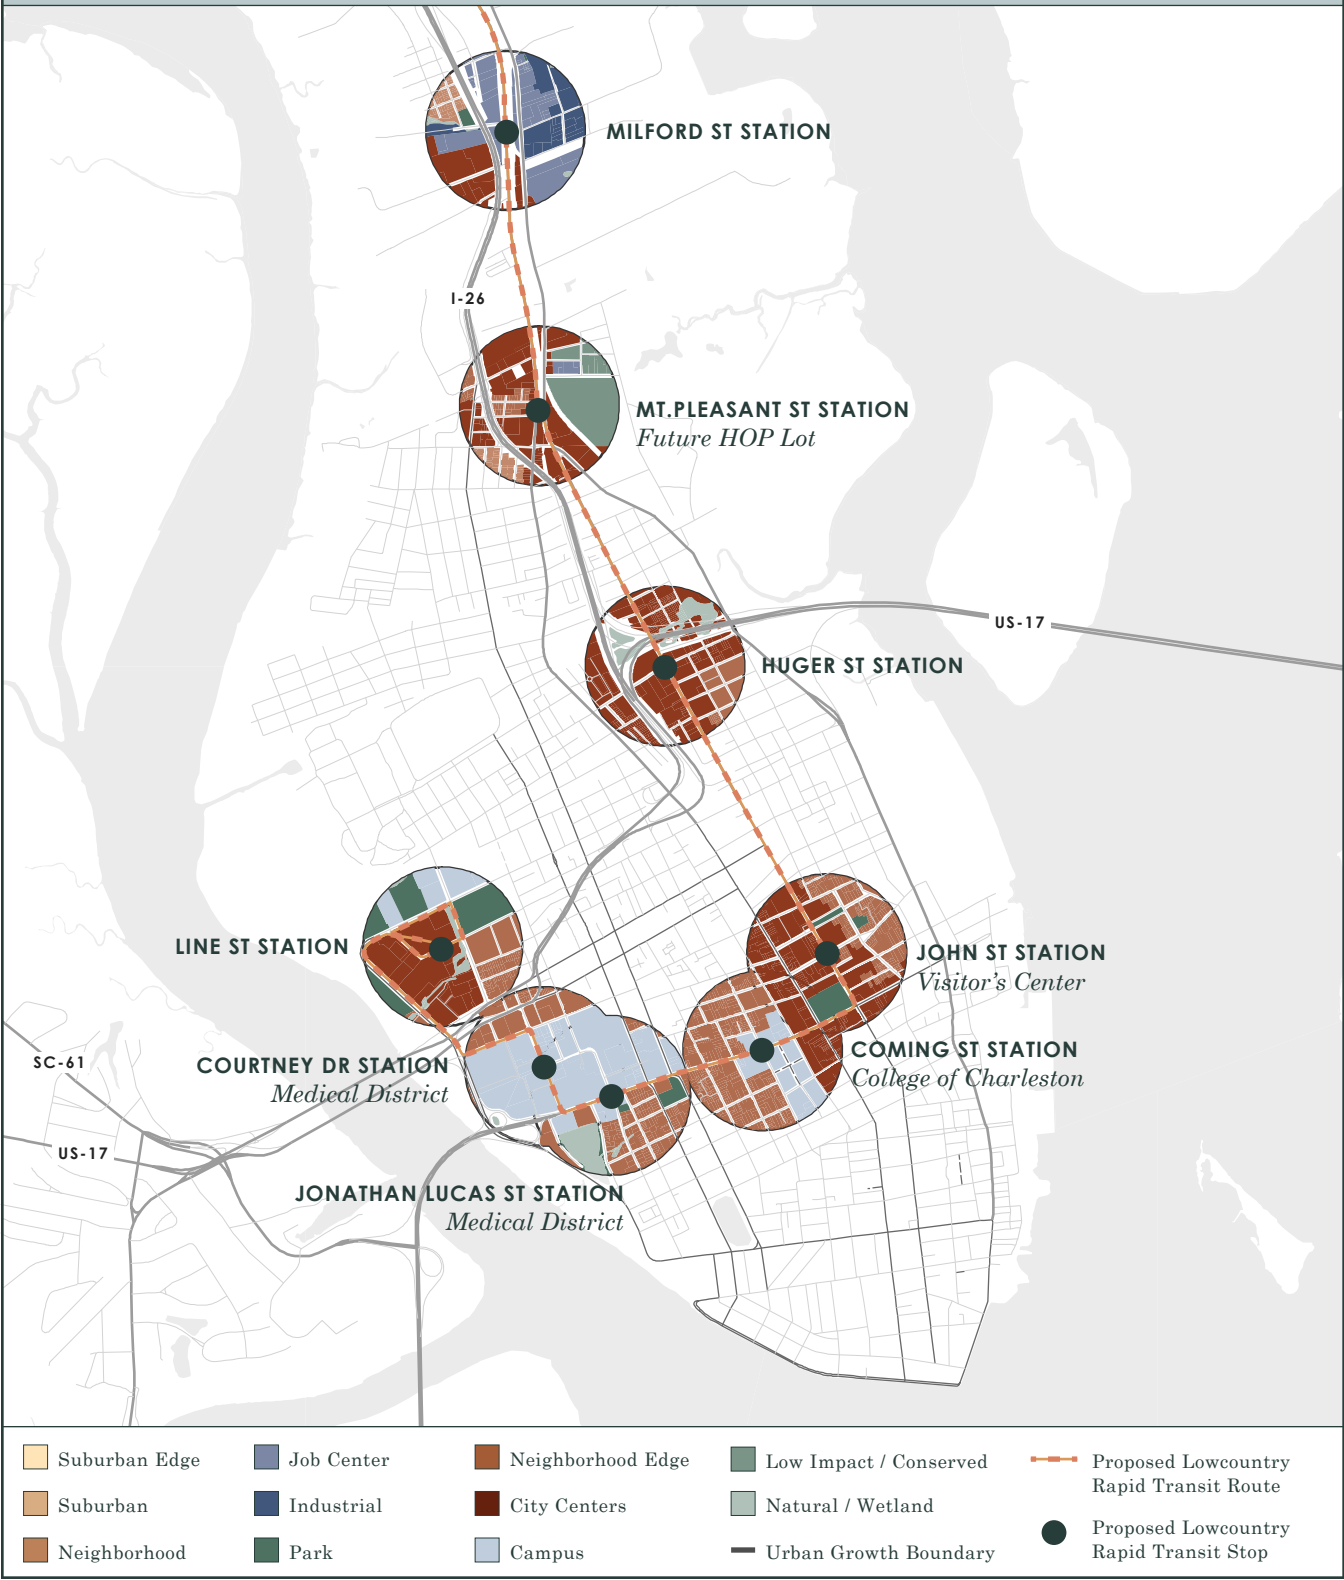 MILFORD ST STATION
I-26
MT.PLEASANT ST STATION
Future HOP Lot
US-17
HUGER ST STATION
LINE ST STATION
JOHN ST STATION
Visitor's Center
COMING ST STATION
College of Charleston
SC-61
COURTNEY DR STATION
Medical District
US-17
JONATHAN LUCAS ST STATION
Medical District
Suburban Edge
Suburban
Neighborhood
Job Center
Industrial
Park
Neighborhood Edge
City Centers
Campus
Low Impact / Conserved
Natural / Wetland
Urban Growth Boundary
Proposed Lowcountry
Rapid Transit Route
Proposed Lowcountry
Rapid Transit Stop